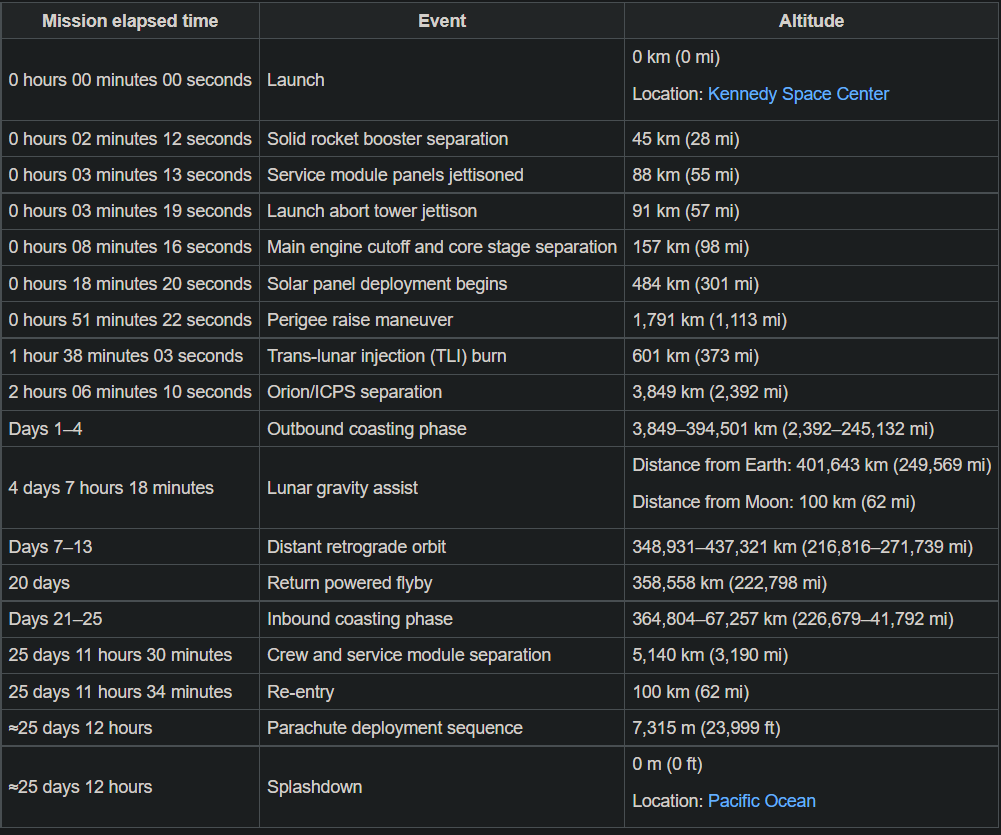 Mission elapsed time Event Altitude
0 hours 00 minutes 00 seconds Launch 0 km (0 mi)
Location: Kennedy Space Center
0 hours 02 minutes 12 seconds Solid rocket booster separation 45 km (28 mi)
0 hours 03 minutes 13 seconds Service module panels jettisoned 88 km (55 mi)
0 hours 03 minutes 19 seconds Launch abort tower jettison 91 km (57 mi)
0 hours 08 minutes 16 seconds Main engine cutoff and core stage separation 157 km (98 mi)
0 hours 18 minutes 20 seconds Solar panel deployment begins 484 km (301 mi)
0 hours 51 minutes 22 seconds Perigee raise maneuver 1,791 km (1,113 mi)
1 hour 38 minutes 03 seconds Trans-lunar injection (TLI) burn 601 km (373 mi)
2 hours 06 minutes 10 seconds Orion/ICPS separation 3,849 km (2,392 mi)
Days 1–4 Outbound coasting phase 3,849–394,501 km (2,392–245,132 mi)
4 days 7 hours 18 minutes Lunar gravity assist Distance from Earth: 401,643 km (249,569 mi)
Distance from Moon: 100 km (62 mi)
Days 7–13 Distant retrograde orbit 348,931–437,321 km (216,816–271,739 mi)
20 days Return powered flyby 358,558 km (222,798 mi)
Days 21–25 Inbound coasting phase 364,804–67,257 km (226,679–41,792 mi)
25 days 11 hours 30 minutes Crew and service module separation 5,140 km (3,190 mi)
25 days 11 hours 34 minutes Re-entry 100 km (62 mi)
≈25 days 12 hours Parachute deployment sequence 7,315 m (23,999 ft)
≈25 days 12 hours Splashdown 0 m (0 ft)
Location: Pacific Ocean